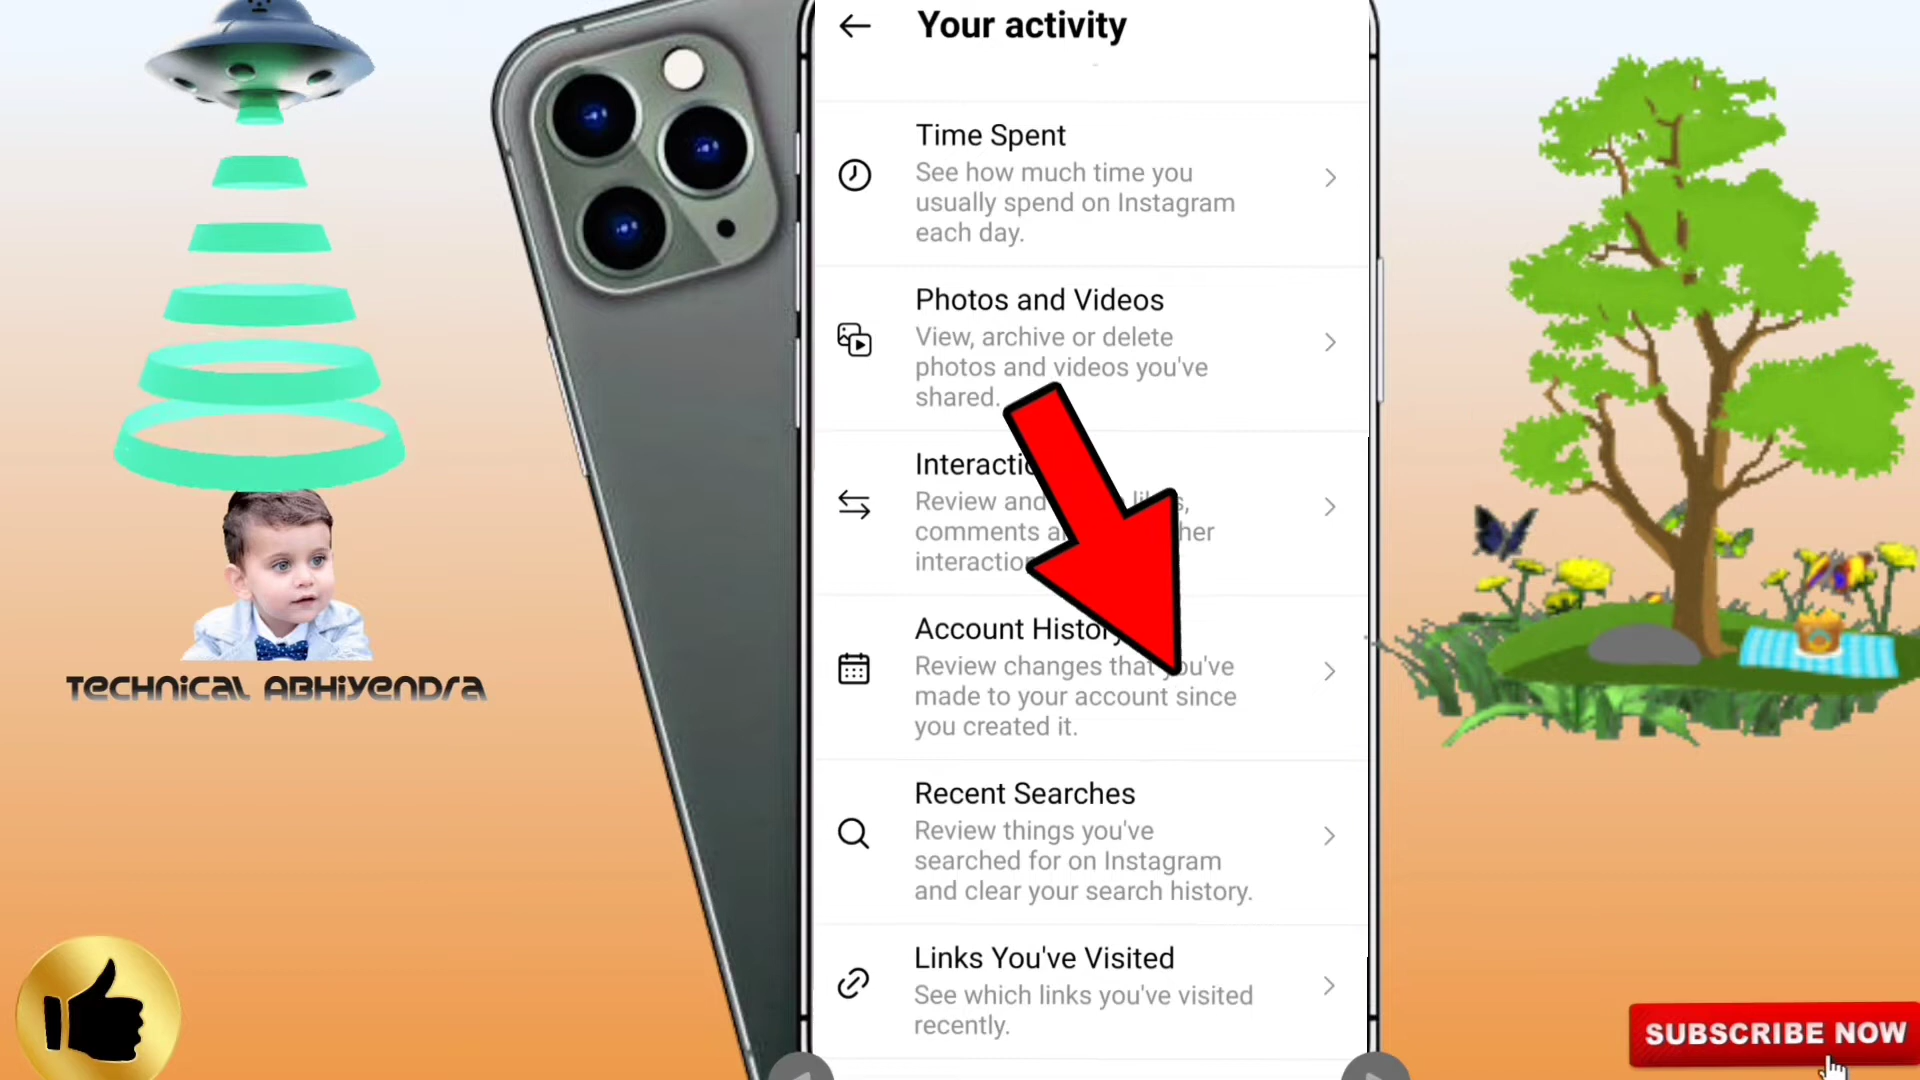 Your activity
Time Spent
See how much time you
usually spend on Instagram
each day.
Photos and Videos
View, archive or delete
photos and videos you've
shared.
Review and
comments
Account History
Review changes that you've
made to your account since
you created it.
Recent Searches
Review things you've
searched for on Instagram
and clear your search history.
Links You've Visited
See which links you've visited
recently.
TECHNICAL ABHIYENDRA
SUBSCRIBE NOW